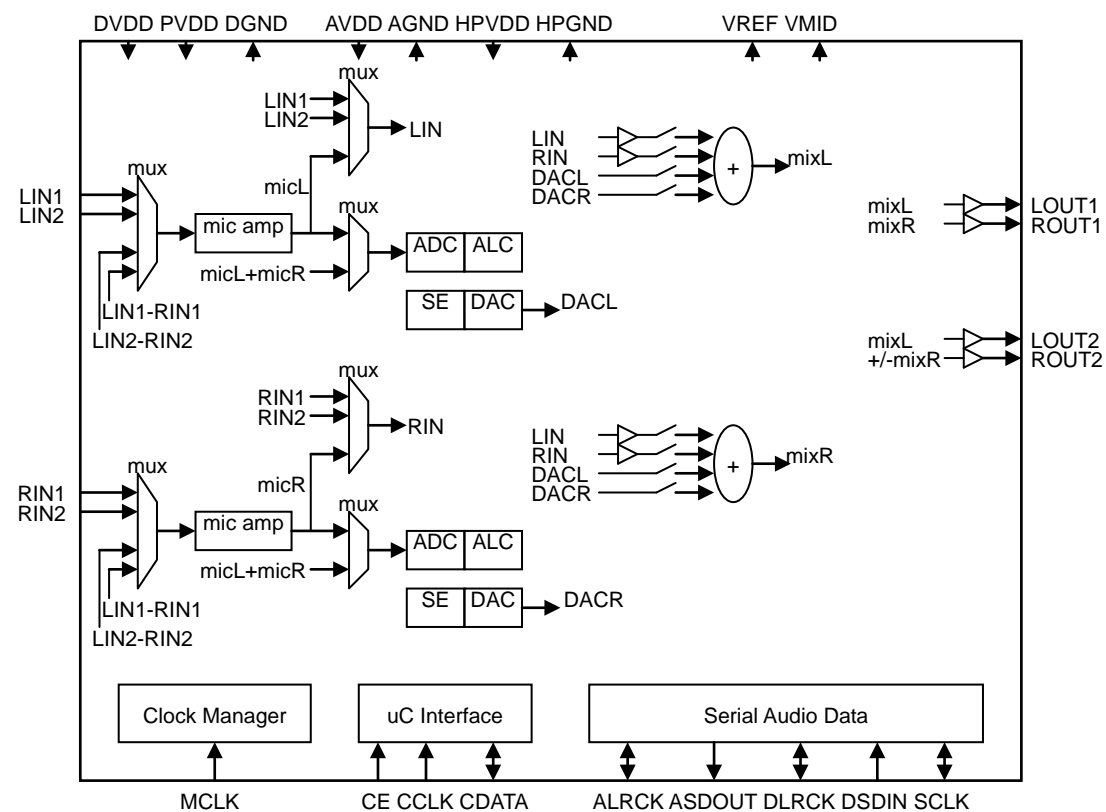 DVDD PVDD DGND AVDD AGND HPVDD HPGND VREF VMID
mux
LIN1
LIN2
LIN
micL
mux
LIN1
LIN2
mic amp
mux
micL+micR
ADC ALC
SE DAC
DACL
LIN1-RIN1
LIN2-RIN2
LIN
RIN
DACL
DACR
+
mixL
mixL
mixR
LOUT1
ROUT1
mixL
+/-mixR
LOUT2
ROUT2
mux
RIN1
RIN2
RIN
micR
mux
RIN1
RIN2
mic amp
mux
micL+micR
ADC ALC
SE DAC
DACR
LIN1-RIN1
LIN2-RIN2
LIN
RIN
DACL
DACR
+
mixR
Clock Manager
uC Interface
Serial Audio Data
MCLK CE CCLK CDATA ALRCK ASDOUT DLRCK DSDIN SCLK